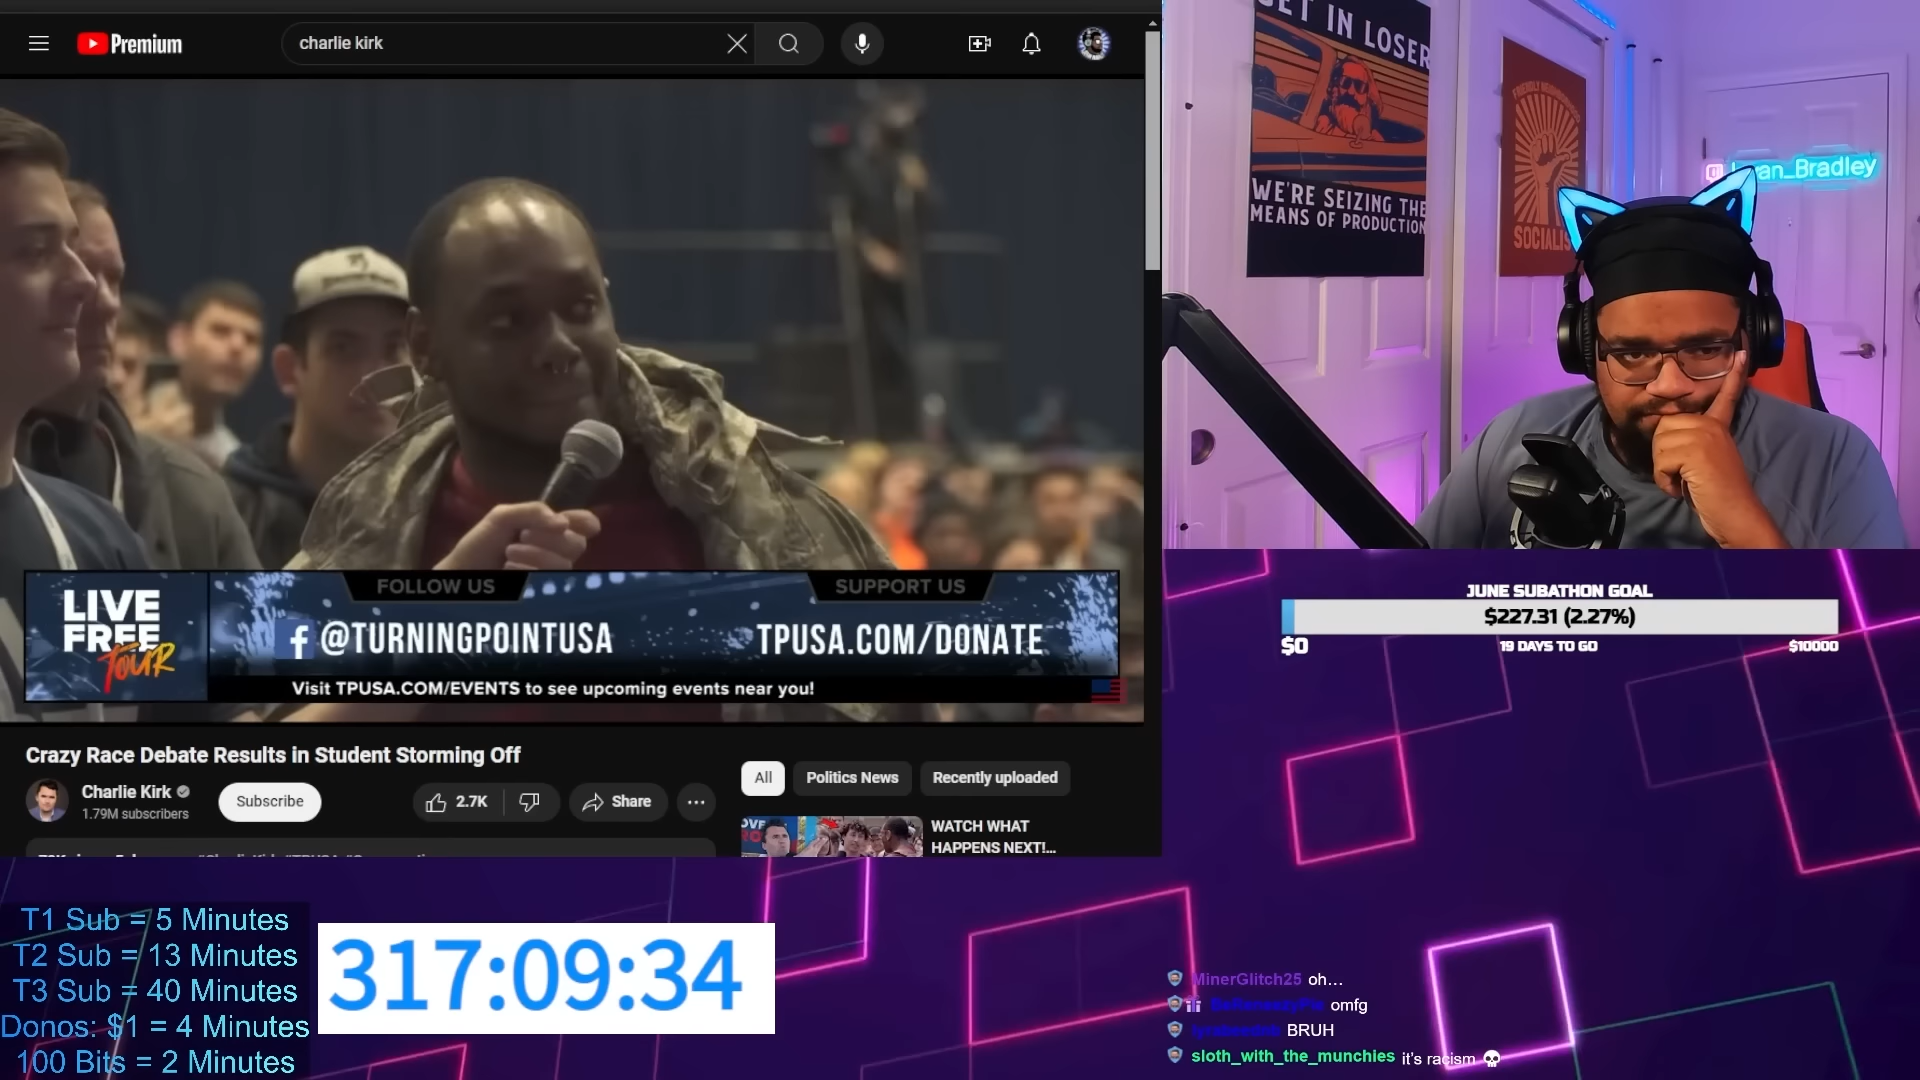 Premium
charlie kirk
GET IN LOSER
WE'RE SEIZING THE
MEANS OF PRODUCTION
SOCIALIS
an_Bradley
LIVE
FREE
TOUR
FOLLOW US
SUPPORT US
f @TURNINGPOINTUSA
TPUSA.COM/DONATE
Visit TPUSA.COM/EVENTS to see upcoming events near you!
Crazy Race Debate Results in Student Storming Off
Charlie Kirk
1.79M subscribers
Subscribe
2.7K
Share
All
Politics News
Recently uploaded
WATCH WHAT
HAPPENS NEXT!...
JUNE SUBATHON GOAL
$227.31 (2.27%)
$0
19 DAYS TO GO
$10000
T1 Sub = 5 Minutes
T2 Sub = 13 Minutes
T3 Sub = 40 Minutes
Donos: $1 = 4 Minutes
100 Bits = 2 Minutes
317:09:34
MinerGlitch25 oh...
omfg
BRUH
sloth_with_the_munchies it's racism